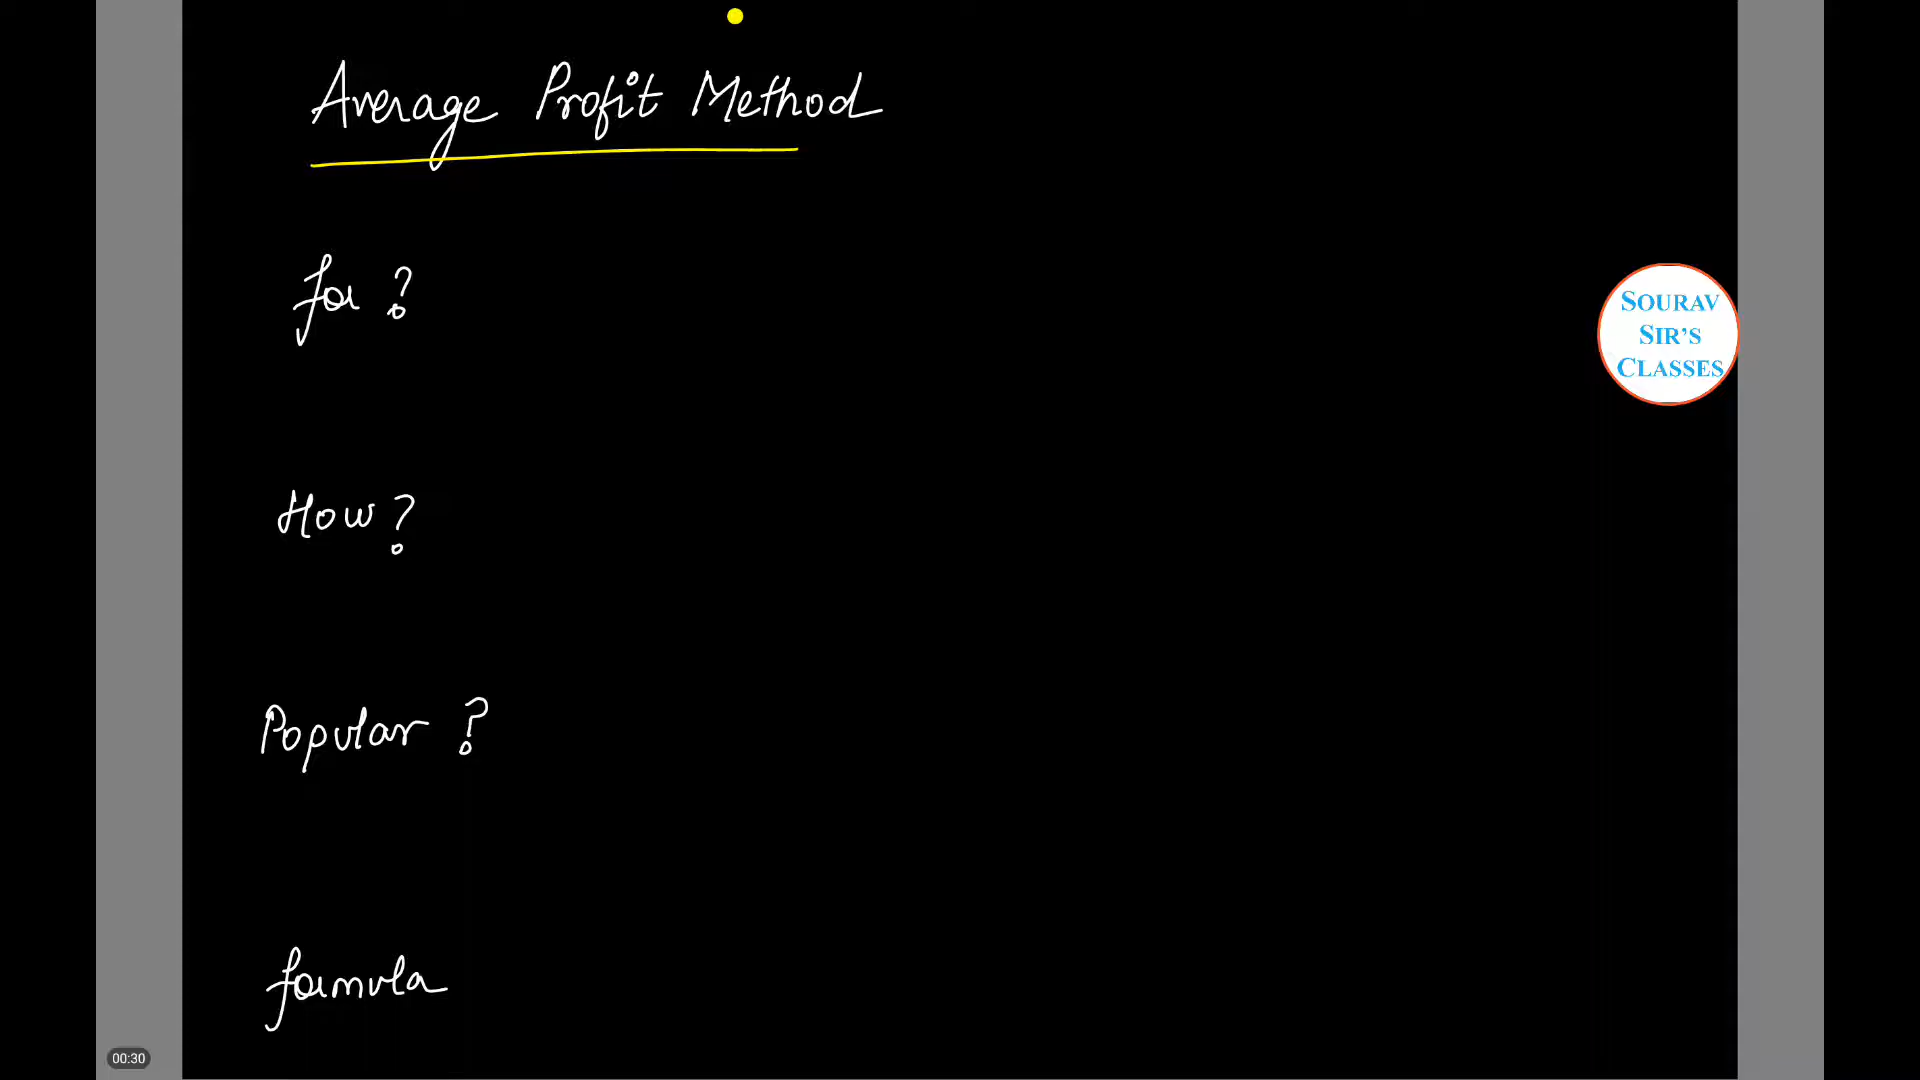 Average Profit Method
for ?
SOURAV
SIR'S
CLASSES
How ?
Popular ?
formula
00:30